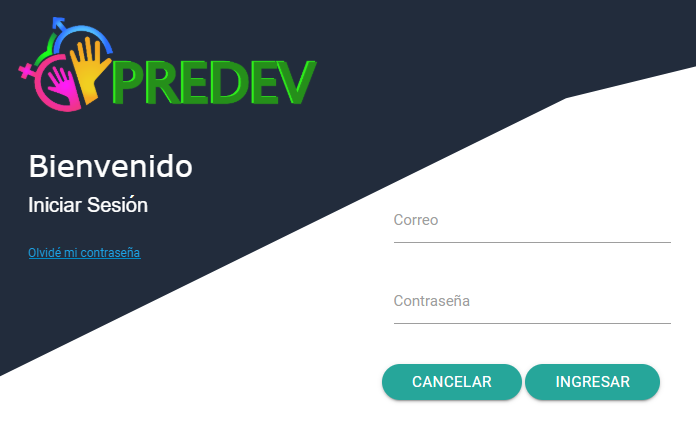 PREDEV
Bienvenido
Iniciar Sesión
Olvidé mi contraseña
Correo
Contraseña
CANCELAR
INGRESAR